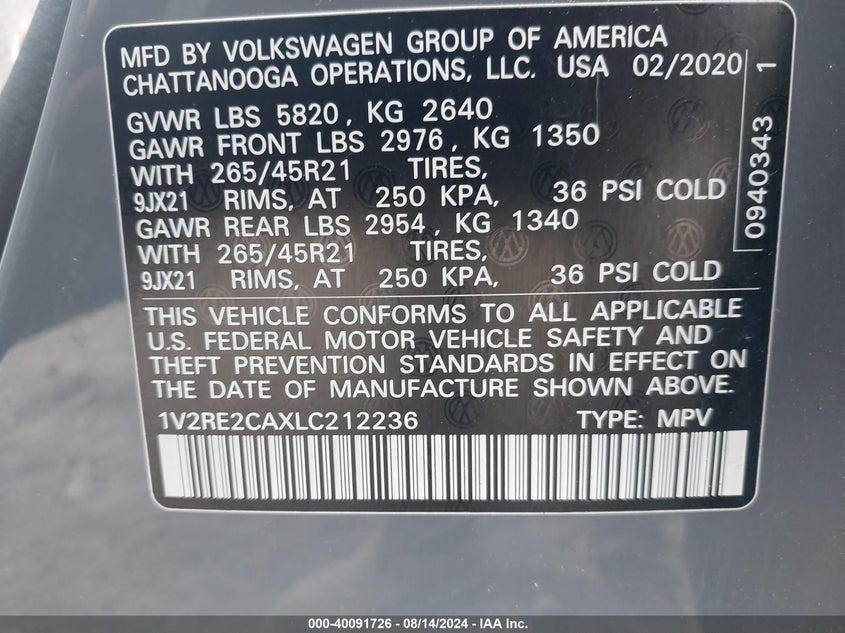 MFD BY VOLKSWAGEN GROUP OF AMERICA
CHATTANOOGA OPERATIONS, LLC. USA 02/2020
GVWR LBS 5820, KG 2640
GAWR FRONT LBS 2976, KG 1350
WITH 265/45R21 TIRES,
9JX21 RIMS, AT 250 KPA, 36 PSI COLD
GAWR REAR LBS 2954, KG 1340
WITH 265/45R21 TIRES,
9JX21 RIMS, AT 250 KPA, 36 PSI COLD
0940343 1
THIS VEHICLE CONFORMS TO ALL APPLICABLE
U.S. FEDERAL MOTOR VEHICLE SAFETY AND
THEFT PREVENTION STANDARDS IN EFFECT ON
THE DATE OF MANUFACTURE SHOWN ABOVE.
1V2RE2CAXLC212236 TYPE: MPV
000-40091726 - 08/14/2024 - IAA Inc.